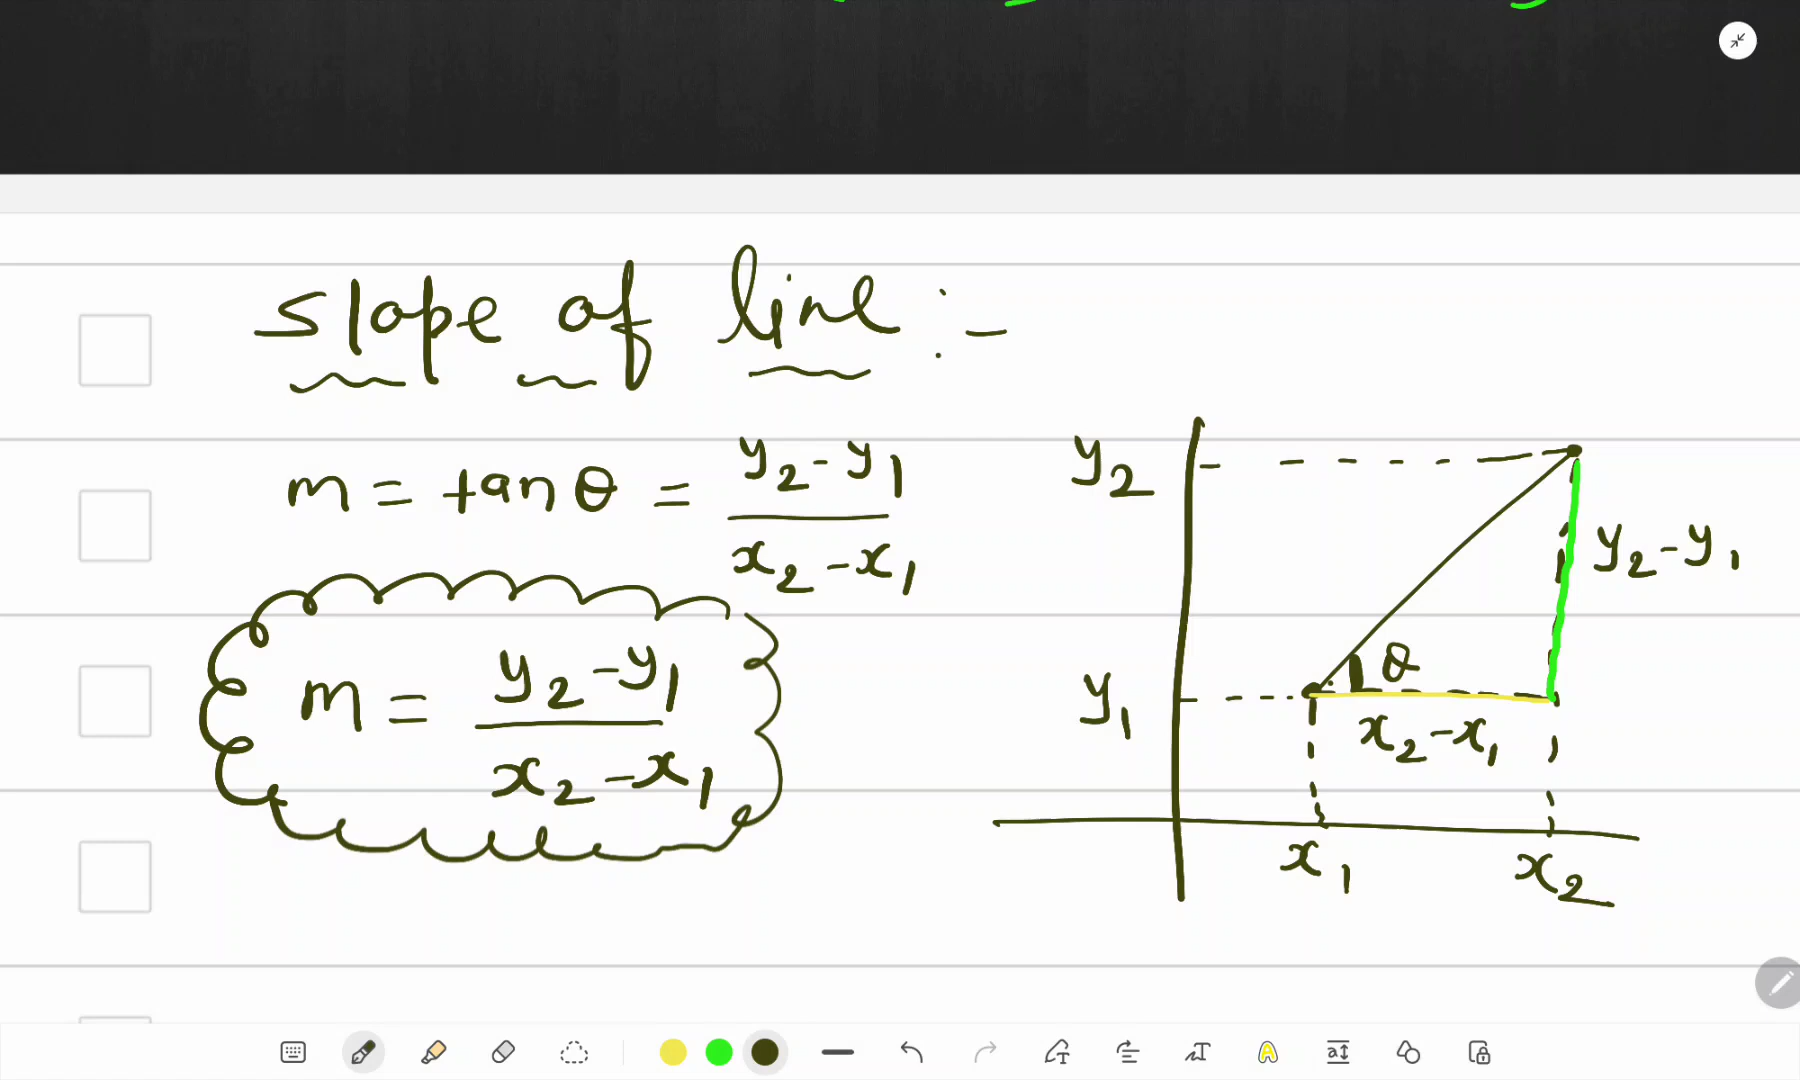 slope of line :-
m = tan θ = y₂-y₁ / x₂-x₁
m = y₂-y₁ / x₂-x₁
y₂
y₂-y₁
θ
y₁
x₂-x₁
x₁
x₂